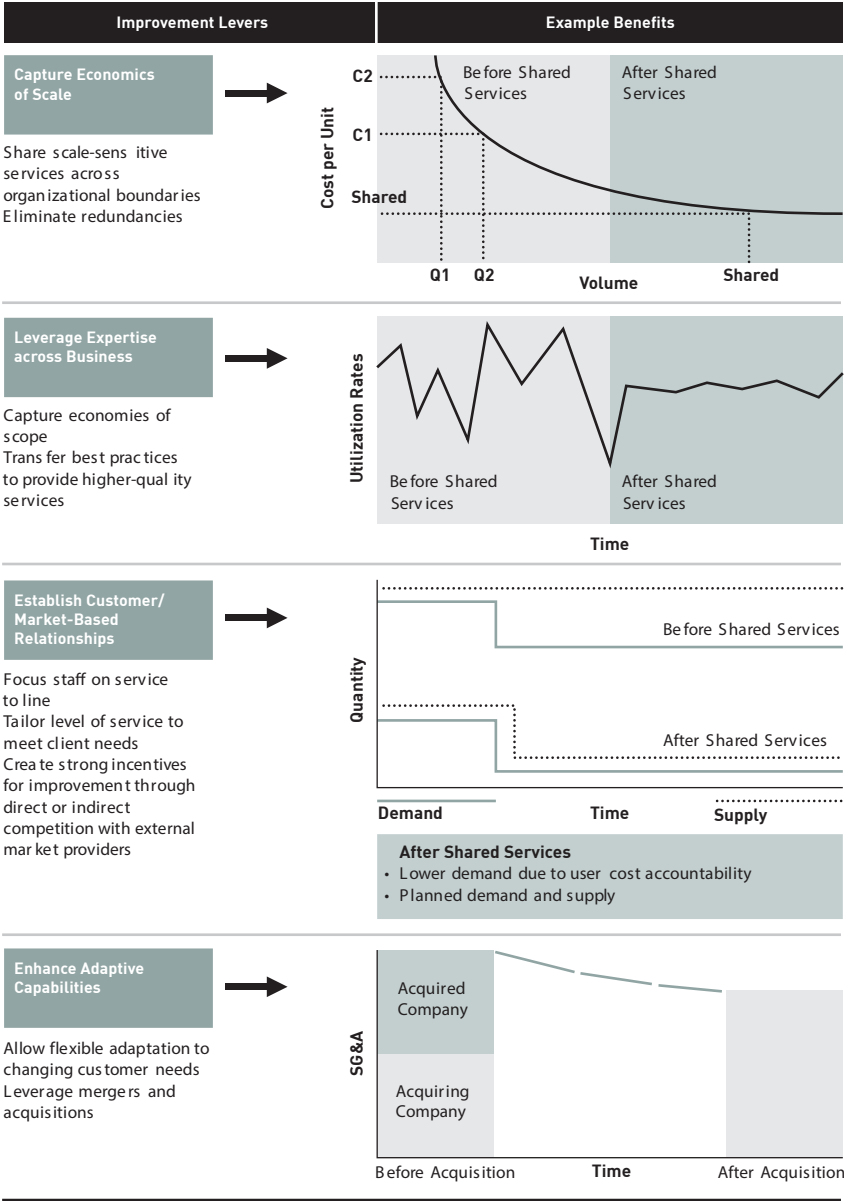 Improvement Levers
Example Benefits
Capture Economics
of Scale
Share scale-sensitive
services across
organizational boundaries
Eliminate redundancies
Cost per Unit
C2
C1
Shared
Before Shared
Services
After Shared
Services
Q1
Q2
Volume
Shared
Leverage Expertise
across Business
Capture economies of
scope
Transfer best practices
to provide higher-quality
services
Utilization Rates
Before Shared
Services
After Shared
Services
Time
Establish Customer/
Market-Based
Relationships
Focus staff on service
to line
Tailor level of service to
meet client needs
Create strong incentives
for improvement through
direct or indirect
competition with external
market providers
Quantity
Before Shared Services
After Shared Services
Demand
Time
Supply
After Shared Services
• Lower demand due to user cost accountability
• Planned demand and supply
Enhance Adaptive
Capabilities
Allow flexible adaptation to
changing customer needs
Leverage mergers and
acquisitions
SG&A
Acquired
Company
Acquiring
Company
Before Acquisition
Time
After Acquisition